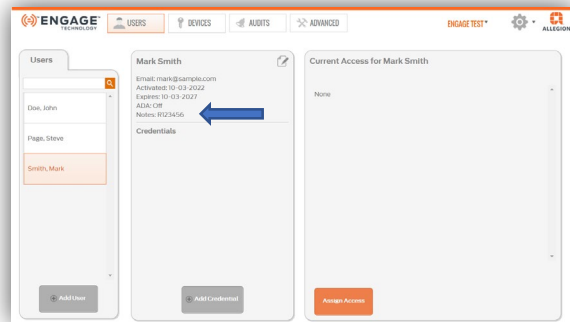 ENGAGE™
TECHNOLOGY
USERS
DEVICES
AUDITS
ADVANCED
ENGAGE TEST
ALLEGION
Users
Doe, John
Page, Steve
Smith, Mark
Add User
Mark Smith
Email: mark@sample.com
Activated: 10-03-2022
Expires: 10-03-2027
ADA: Off
Notes: R123456
Credentials
Add Credential
Current Access for Mark Smith
None
Assign Access